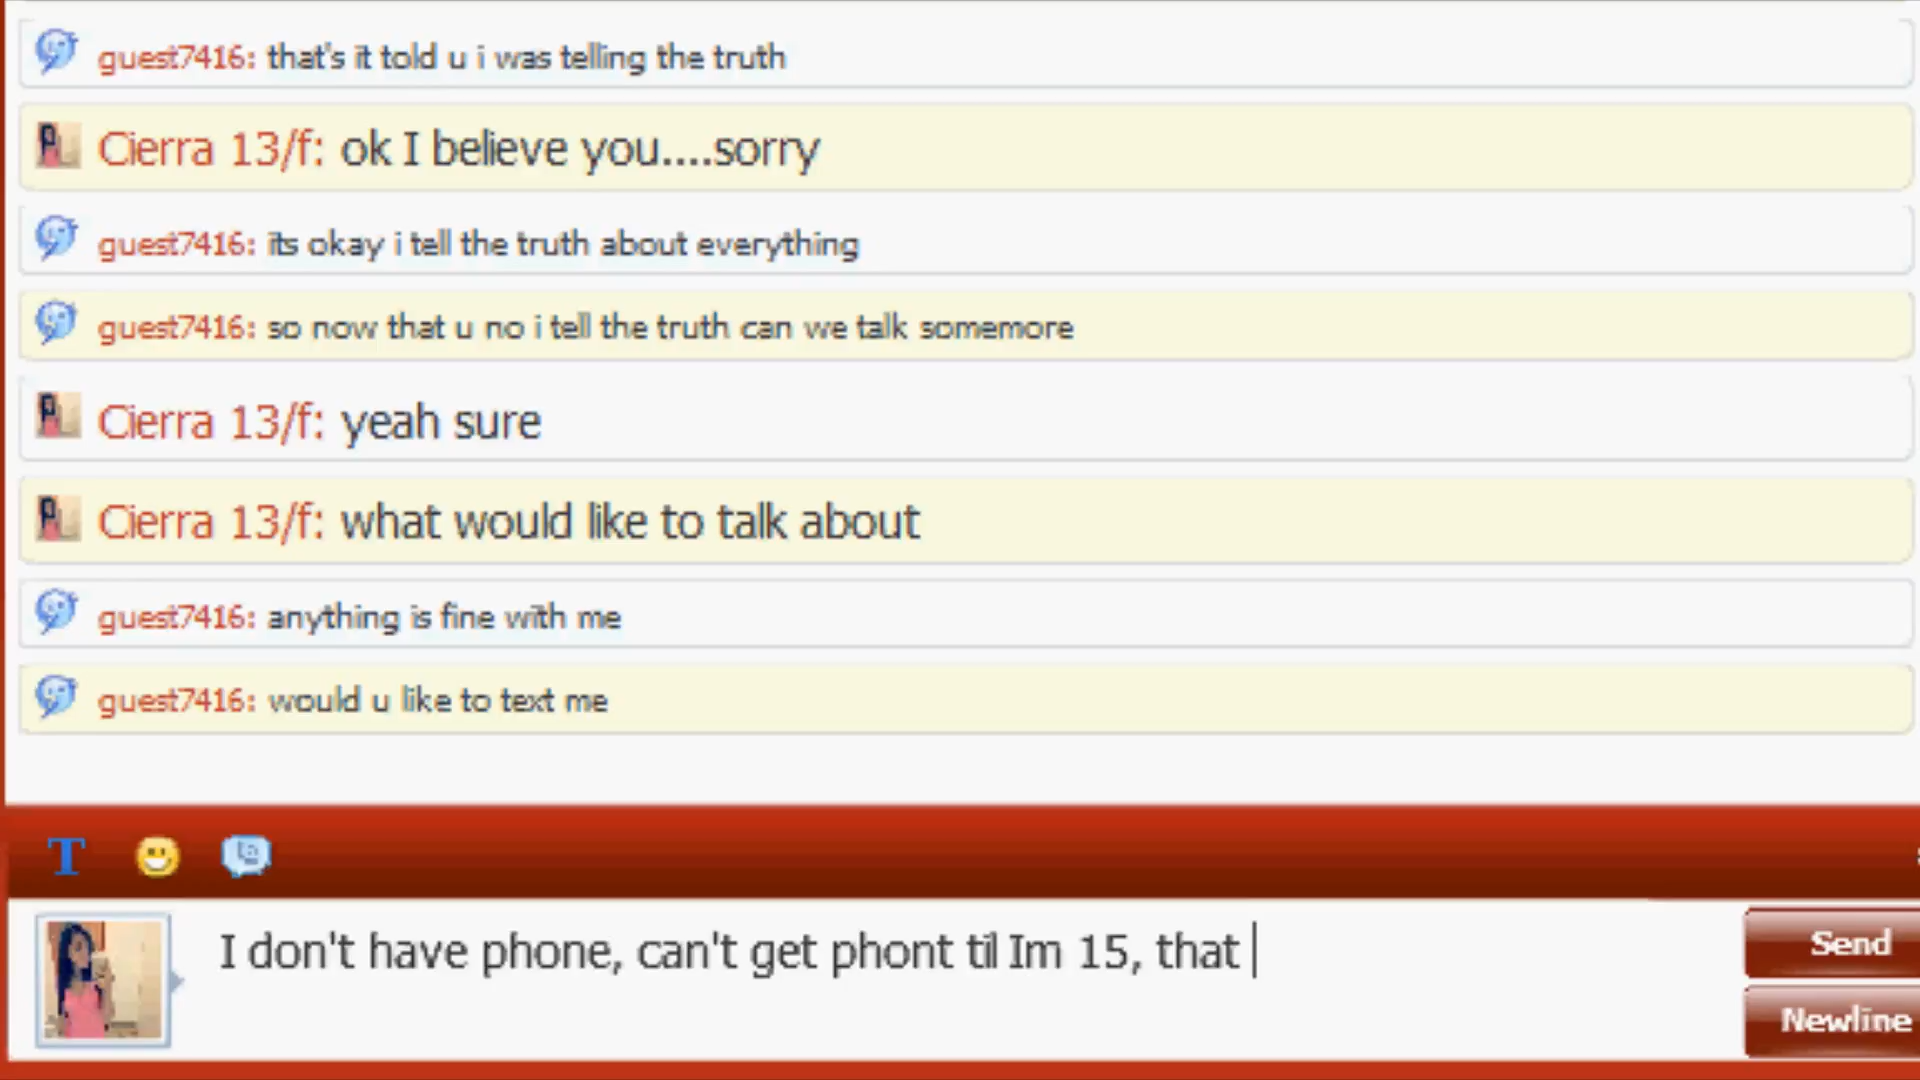 guest7416: that's it told u i was telling the truth
Cierra 13/f: ok I believe you....sorry
guest7416: its okay i tell the truth about everything
guest7416: so now that u no i tell the truth can we talk somemore
Cierra 13/f: yeah sure
Cierra 13/f: what would like to talk about
guest7416: anything is fine with me
guest7416: would u like to text me
T
I don't have phone, can't get phont til Im 15, that
Send
Newline